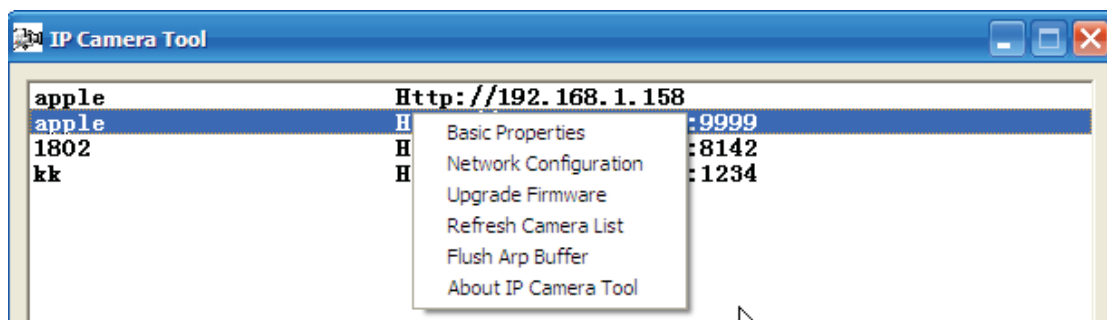 IP Camera Tool
apple Http://192.168.1.158
apple H :9999
1802 H :8142
kk H :1234
Basic Properties
Network Configuration
Upgrade Firmware
Refresh Camera List
Flush Arp Buffer
About IP Camera Tool